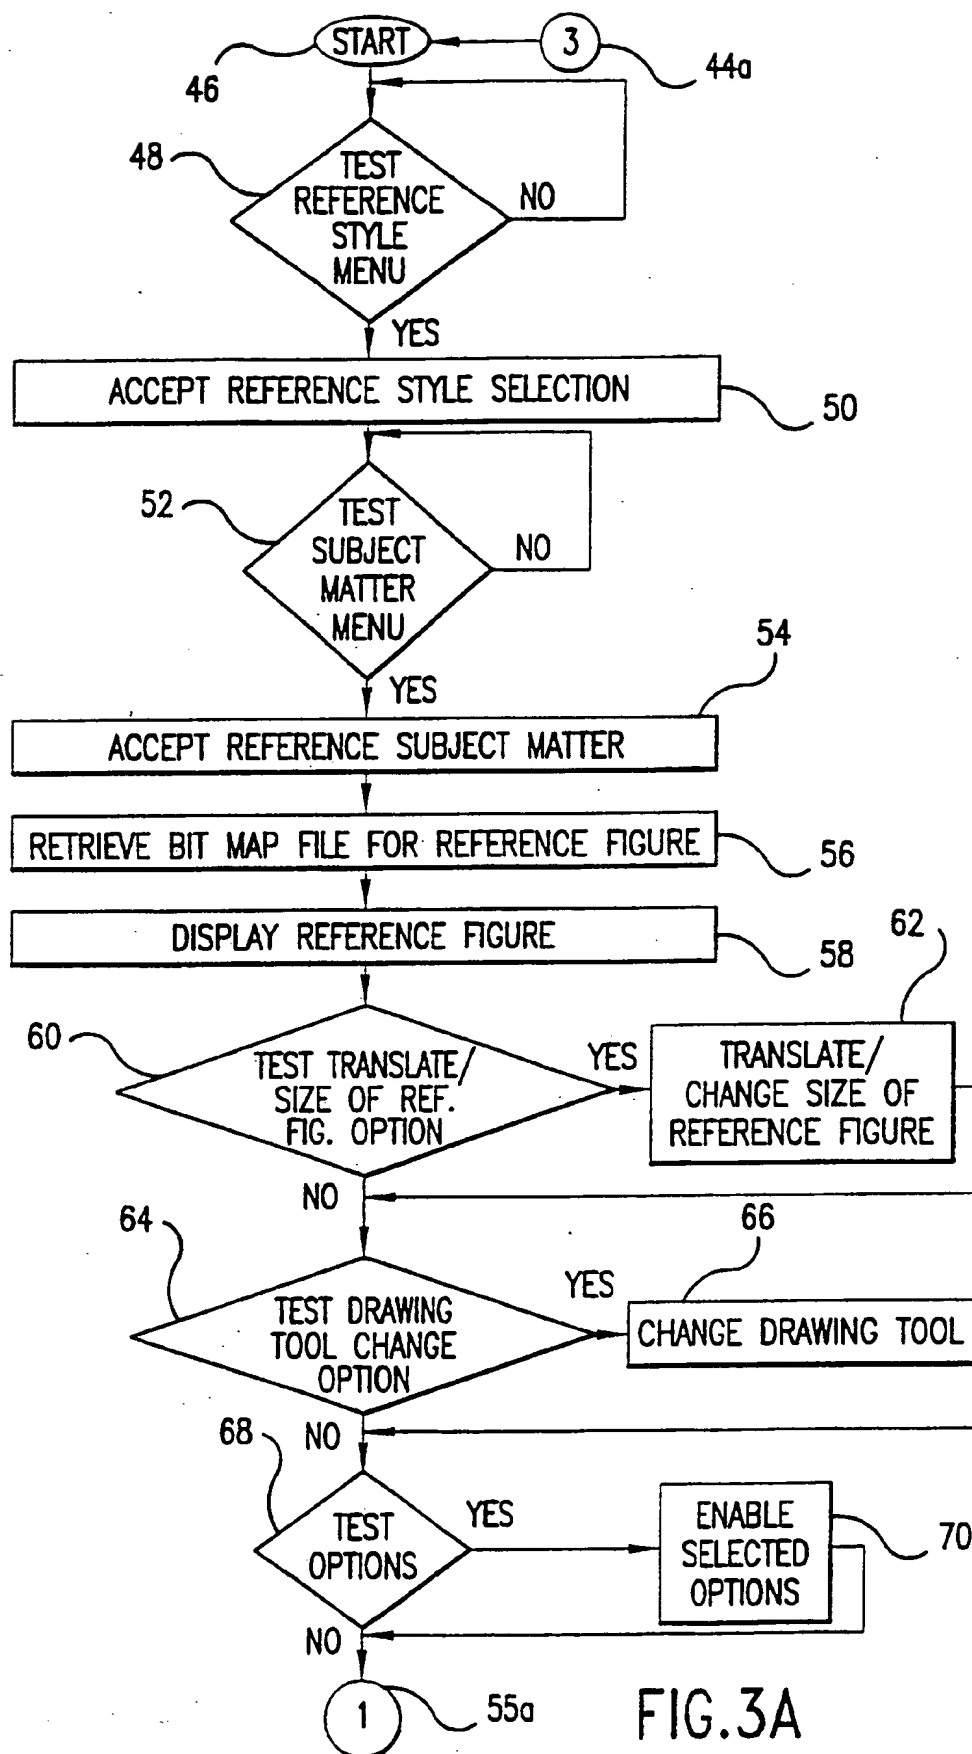 START
3
46
44a
48
TEST
REFERENCE
STYLE
MENU
NO
YES
ACCEPT REFERENCE STYLE SELECTION
50
52
TEST
SUBJECT
MATTER
MENU
NO
54
YES
ACCEPT REFERENCE SUBJECT MATTER
RETRIEVE BIT MAP FILE FOR REFERENCE FIGURE
56
DISPLAY REFERENCE FIGURE
58
62
60
TEST TRANSLATE/
SIZE OF REF.
FIG. OPTION
YES
TRANSLATE/
CHANGE SIZE OF
REFERENCE FIGURE
NO
64
66
TEST DRAWING
TOOL CHANGE
OPTION
YES
CHANGE DRAWING TOOL
NO
68
TEST
OPTIONS
YES
ENABLE
SELECTED
OPTIONS
70
NO
1
55a
FIG.3A